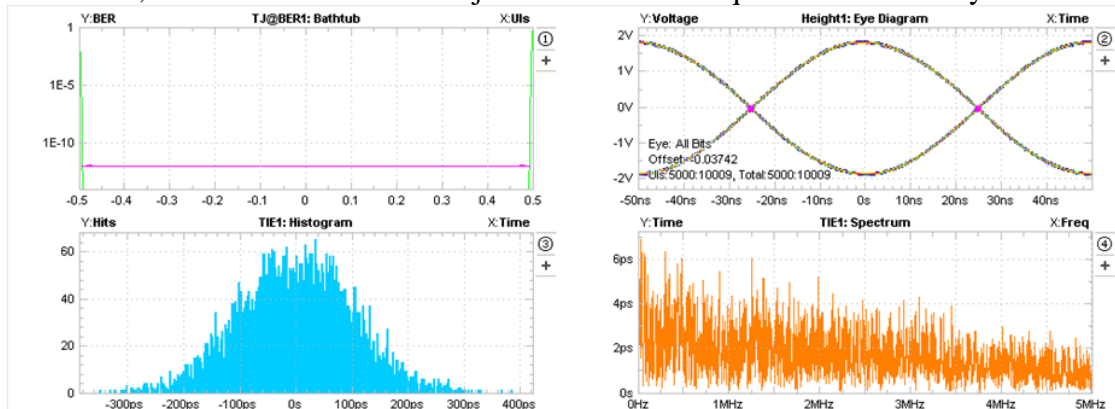 Y:BER TJ@BER1: Bathtub X:UIs
1
1E-5
1E-10
-0.5 -0.4 -0.3 -0.2 -0.1 0 0.1 0.2 0.3 0.4 0.5
①
+
Y:Voltage Height1: Eye Diagram X:Time
2V
1V
0V
-1V
-2V
Eye: All Bits
Offset:-0.03742
UIs:5000:10009, Total:5000:10009
-50ns -40ns -30ns -20ns -10ns 0s 10ns 20ns 30ns 40ns
②
+
Y:Hits TIE1: Histogram X:Time
60
40
20
0
-300ps -200ps -100ps 0s 100ps 200ps 300ps 400ps
③
+
Y:Time TIE1: Spectrum X:Freq
6ps
4ps
2ps
0s
0Hz 1MHz 2MHz 3MHz 4MHz 5MHz
④
+